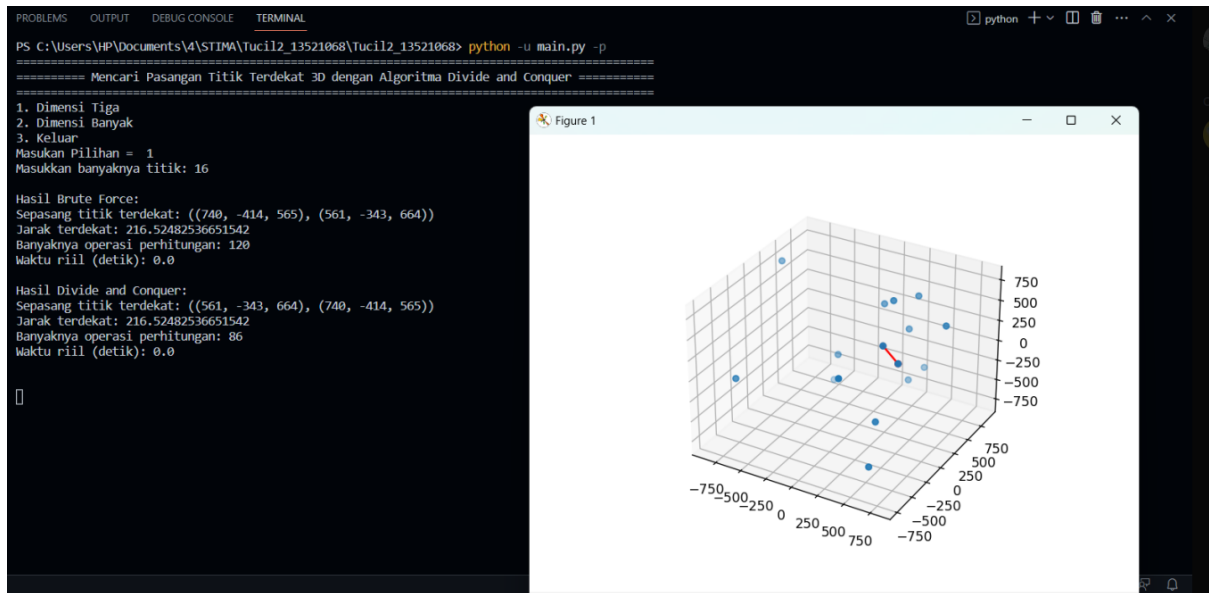 PROBLEMS OUTPUT DEBUG CONSOLE TERMINAL python
PS C:\Users\HP\Documents\4\STIMA\Tucil2_13521068\Tucil2_13521068> python -u main.py -p
============================================================================================
========== Mencari Pasangan Titik Terdekat 3D dengan Algoritma Divide and Conquer ===========
============================================================================================
1. Dimensi Tiga
2. Dimensi Banyak
3. Keluar
Masukan Pilihan = 1
Masukkan banyaknya titik: 16
Hasil Brute Force:
Sepasang titik terdekat: ((740, -414, 565), (561, -343, 664))
Jarak terdekat: 216.52482536651542
Banyaknya operasi perhitungan: 120
Waktu riil (detik): 0.0
Hasil Divide and Conquer:
Sepasang titik terdekat: ((561, -343, 664), (740, -414, 565))
Jarak terdekat: 216.52482536651542
Banyaknya operasi perhitungan: 86
Waktu riil (detik): 0.0
Figure 1
750
500
250
0
−250
−500
−750
750
500
250
0
−250
−500
−750
−750
−500
−250
0
250
500
750